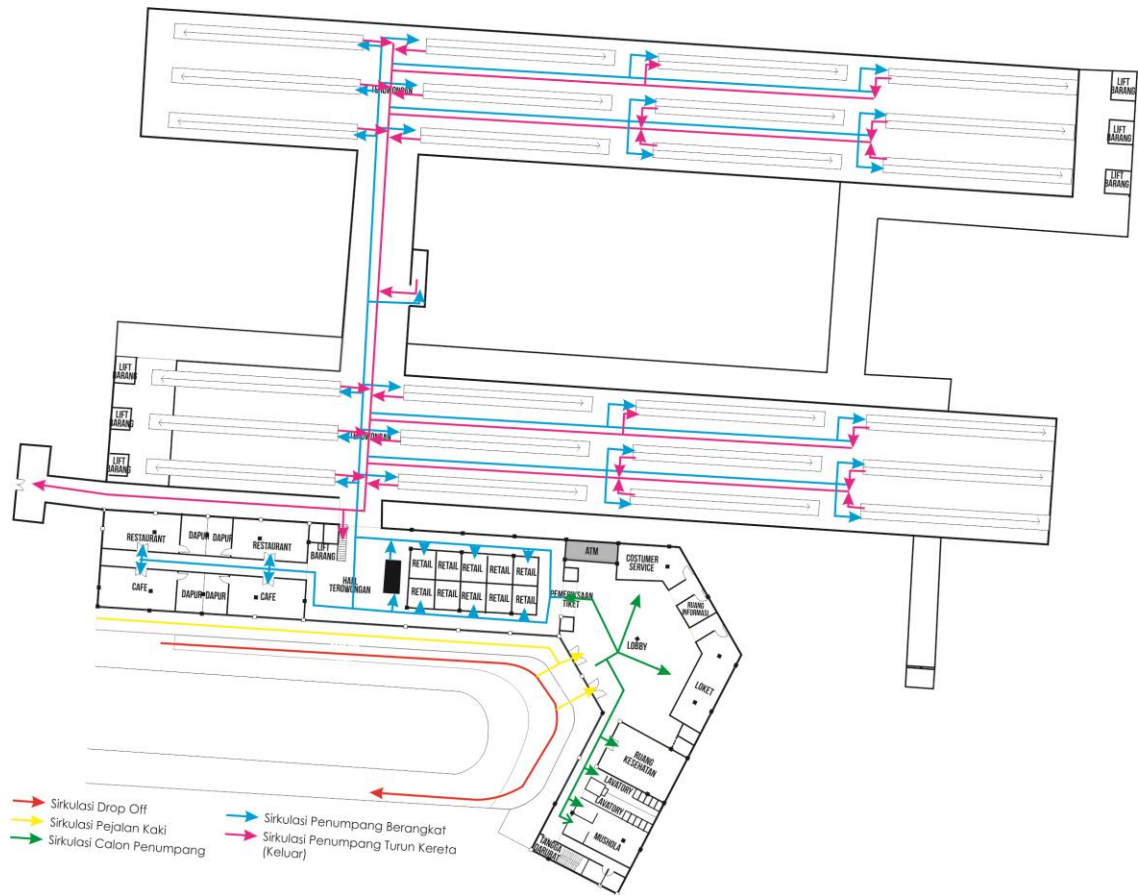 TEROWONGAN
LIFT
BARANG
LIFT
BARANG
LIFT
BARANG
LIFT
BARANG
LIFT
BARANG
LIFT
BARANG
TEROWONGAN
RESTAURANT
DAPUR
DAPUR
RESTAURANT
LIFT
BARANG
CAFE
DAPUR
DAPUR
CAFE
HALL
TEROWONGAN
RETAIL
RETAIL
RETAIL
RETAIL
RETAIL
RETAIL
RETAIL
RETAIL
RETAIL
RETAIL
ATM
COSTUMER
SERVICE
PEMERIKSAAN
TIKET
RUANG
INFORMASI
LOBBY
LOKET
RUANG
KESEHATAN
LAVATORY
LAVATORY
MUSHOLA
TANGGA
DARURAT
Sirkulasi Drop Off
Sirkulasi Pejalan Kaki
Sirkulasi Calon Penumpang
Sirkulasi Penumpang Berangkat
Sirkulasi Penumpang Turun Kereta
(Keluar)